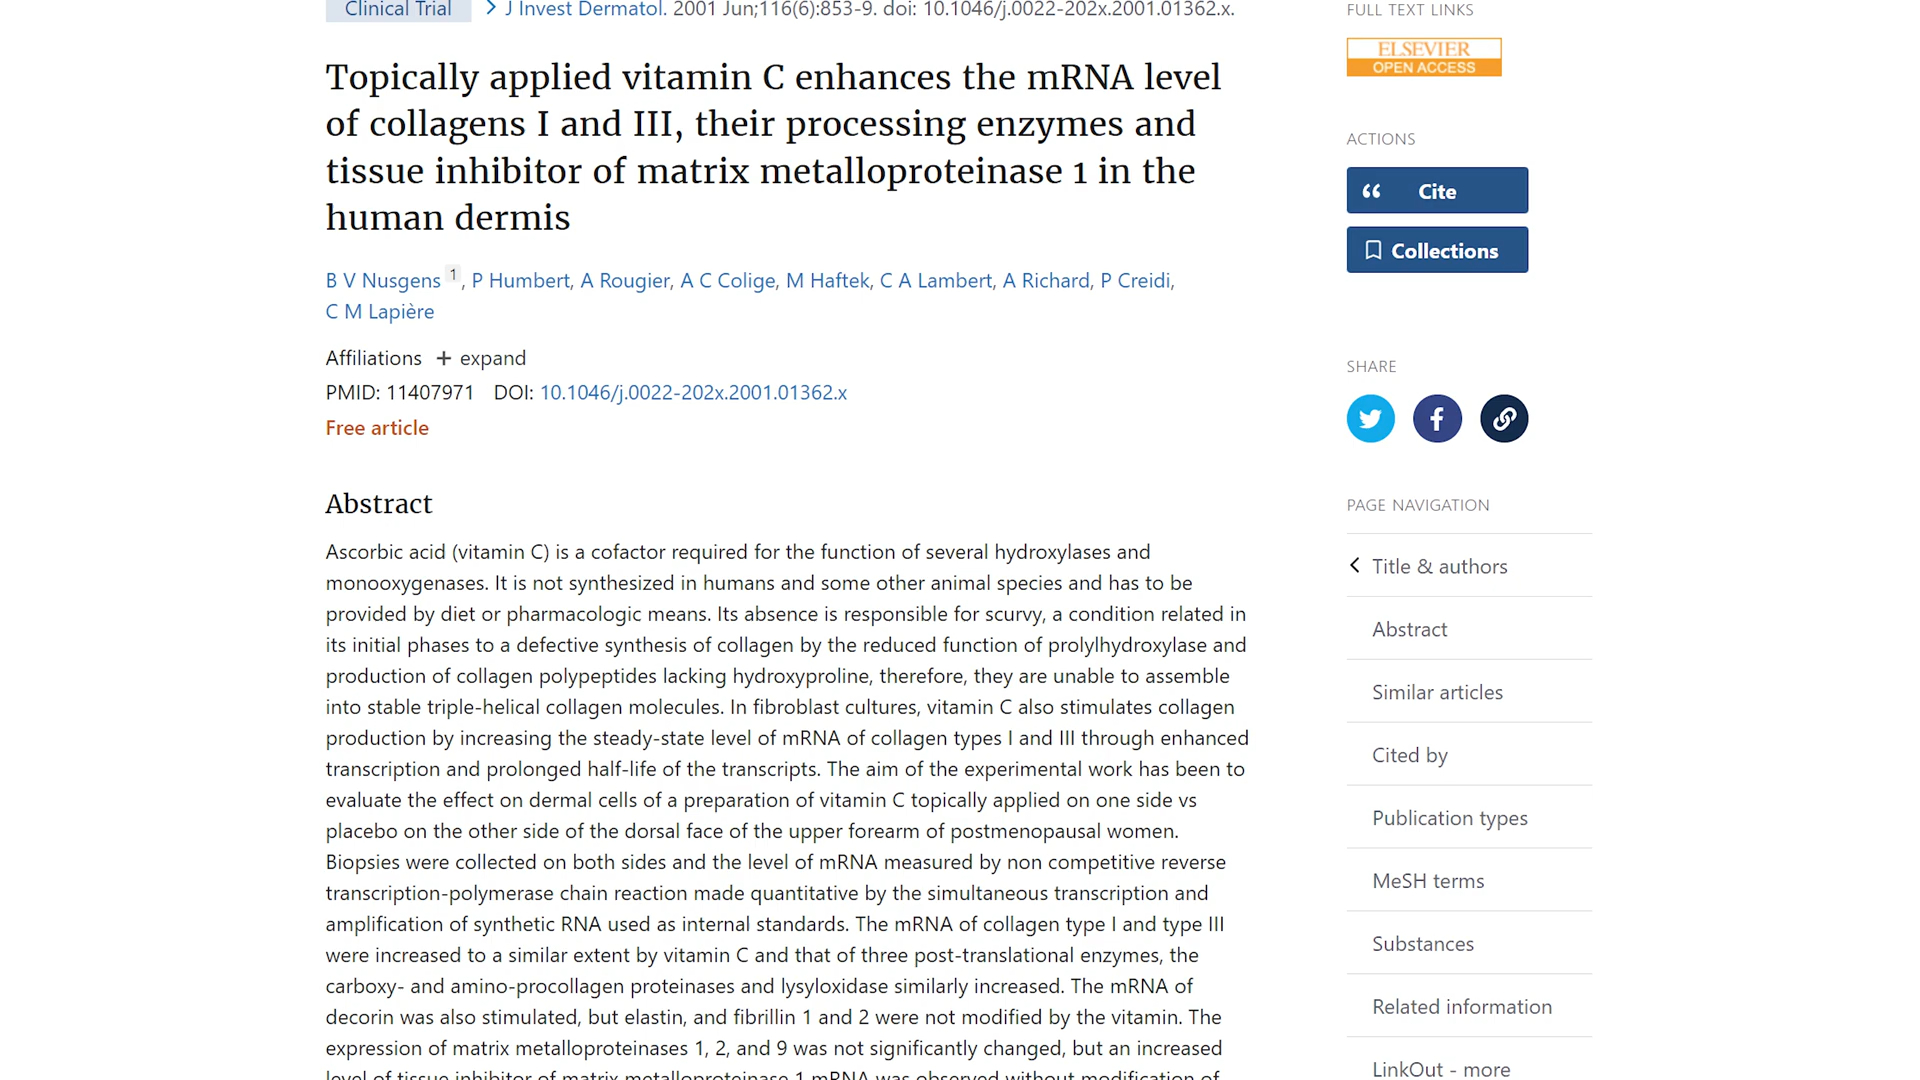 Clinical Trial > J Invest Dermatol. 2001 Jun;116(6):853-9. doi: 10.1046/j.0022-202x.2001.01362.x.
Topically applied vitamin C enhances the mRNA level
of collagens I and III, their processing enzymes and
tissue inhibitor of matrix metalloproteinase 1 in the
human dermis
B V Nusgens 1, P Humbert, A Rougier, A C Colige, M Haftek, C A Lambert, A Richard, P Creidi,
C M Lapière
Affiliations + expand
PMID: 11407971 DOI: 10.1046/j.0022-202x.2001.01362.x
Free article
Abstract
Ascorbic acid (vitamin C) is a cofactor required for the function of several hydroxylases and
monooxygenases. It is not synthesized in humans and some other animal species and has to be
provided by diet or pharmacologic means. Its absence is responsible for scurvy, a condition related in
its initial phases to a defective synthesis of collagen by the reduced function of prolylhydroxylase and
production of collagen polypeptides lacking hydroxyproline, therefore, they are unable to assemble
into stable triple-helical collagen molecules. In fibroblast cultures, vitamin C also stimulates collagen
production by increasing the steady-state level of mRNA of collagen types I and III through enhanced
transcription and prolonged half-life of the transcripts. The aim of the experimental work has been to
evaluate the effect on dermal cells of a preparation of vitamin C topically applied on one side vs
placebo on the other side of the dorsal face of the upper forearm of postmenopausal women.
Biopsies were collected on both sides and the level of mRNA measured by non competitive reverse
transcription-polymerase chain reaction made quantitative by the simultaneous transcription and
amplification of synthetic RNA used as internal standards. The mRNA of collagen type I and type III
were increased to a similar extent by vitamin C and that of three post-translational enzymes, the
carboxy- and amino-procollagen proteinases and lysyloxidase similarly increased. The mRNA of
decorin was also stimulated, but elastin, and fibrillin 1 and 2 were not modified by the vitamin. The
expression of matrix metalloproteinases 1, 2, and 9 was not significantly changed, but an increased
level of tissue inhibitor of matrix metalloproteinase 1 mRNA was observed without modification of
FULL TEXT LINKS
ELSEVIER
OPEN ACCESS
ACTIONS
Cite
Collections
SHARE
PAGE NAVIGATION
Title & authors
Abstract
Similar articles
Cited by
Publication types
MeSH terms
Substances
Related information
LinkOut - more